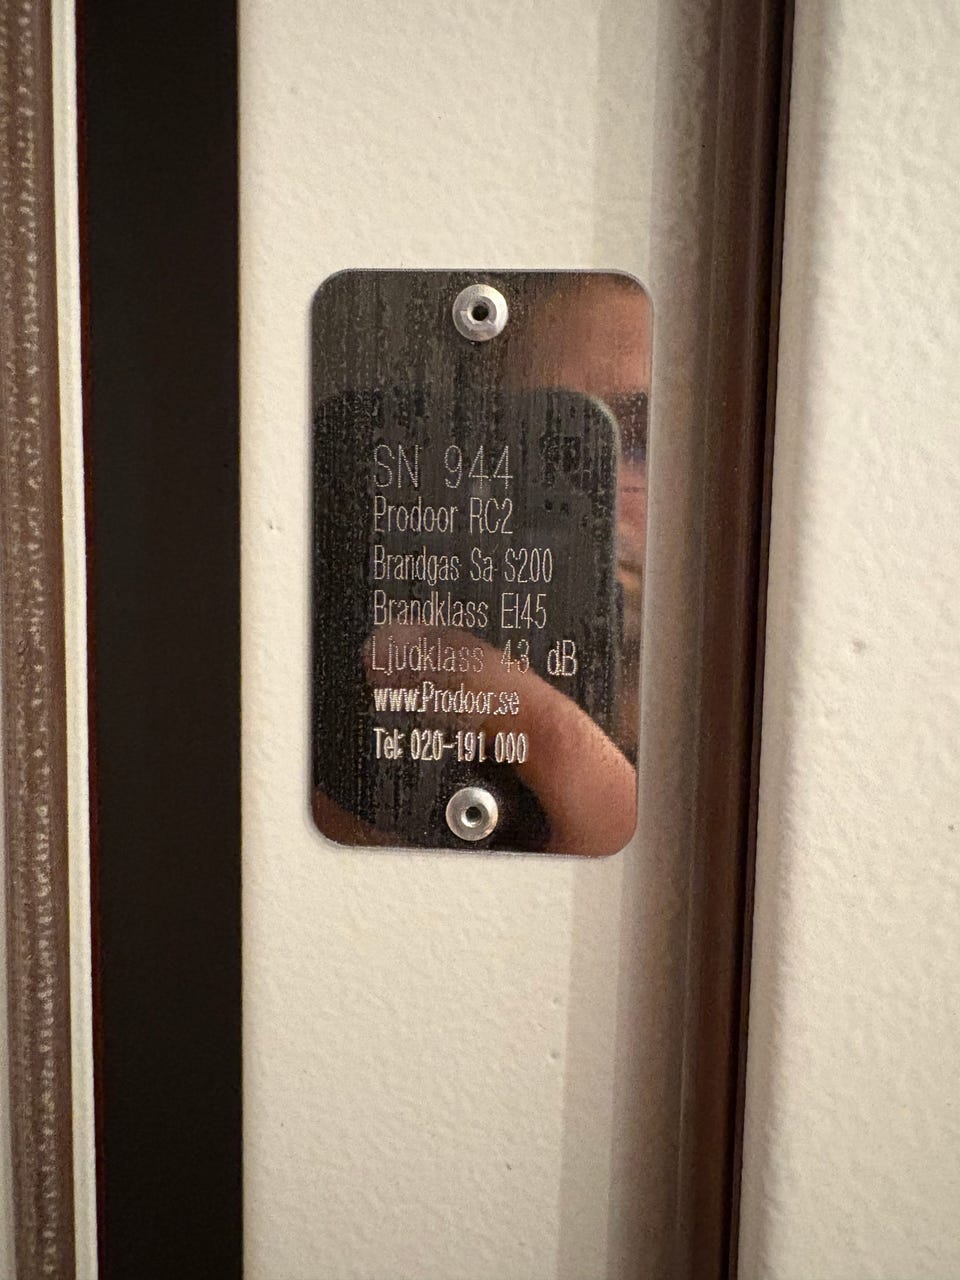 SN 944
Prodoor RC2
Brandgas Sa S200
Brandklass EI45
Ljudklass 43 dB
www.Prodoor.se
Tel: 020-191 000